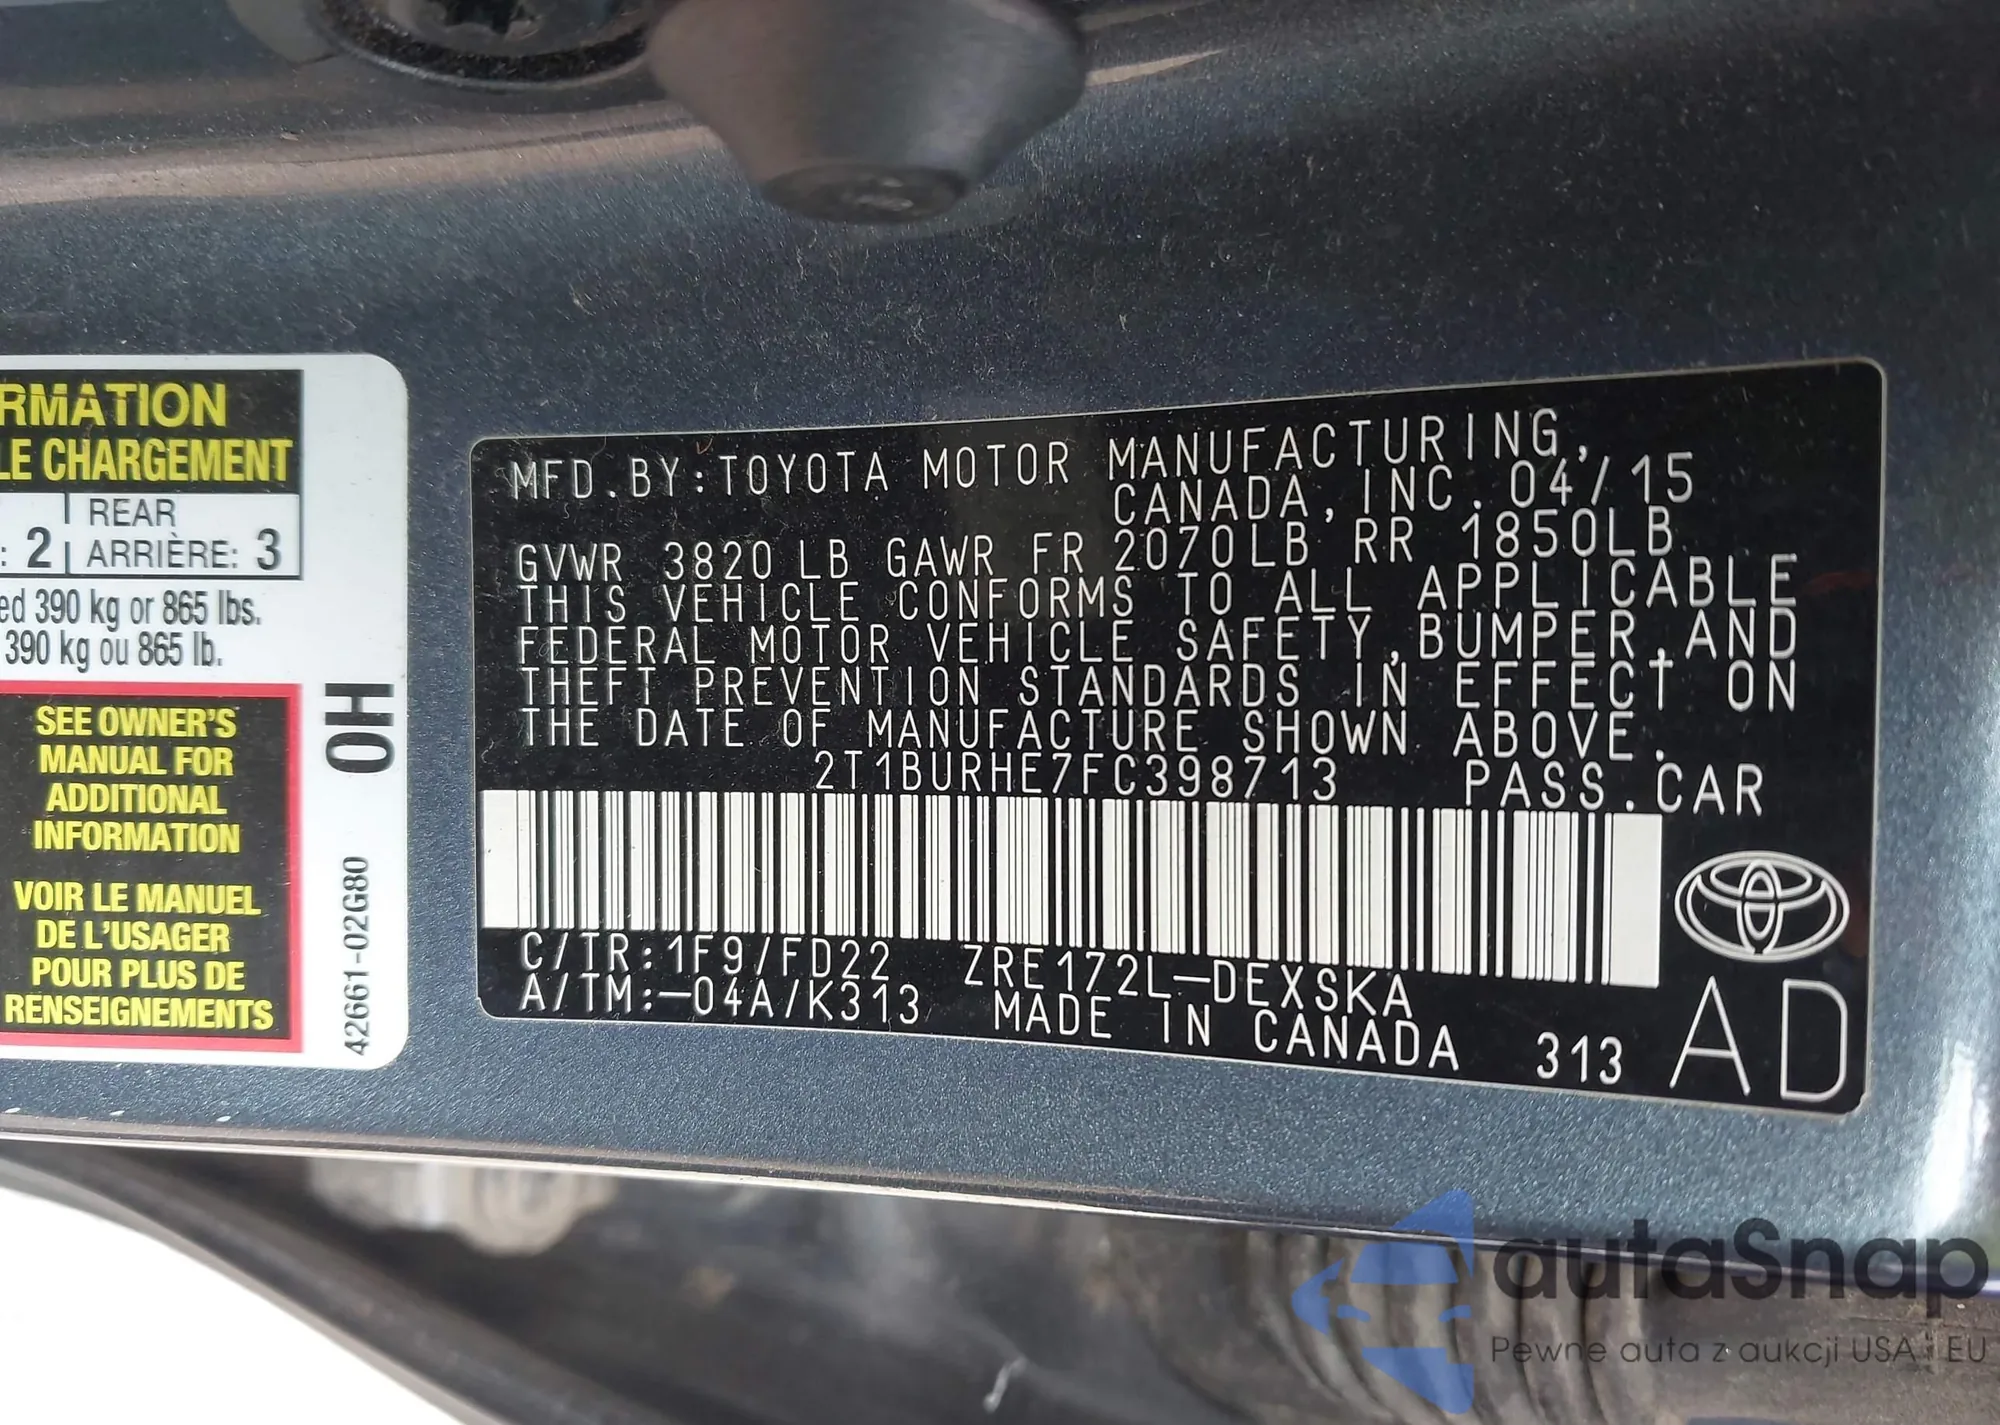 RMATION
LE CHARGEMENT
REAR
: 2 ARRIÈRE: 3
ed 390 kg or 865 lbs.
390 kg ou 865 lb.
SEE OWNER'S
MANUAL FOR
ADDITIONAL
INFORMATION
VOIR LE MANUEL
DE L'USAGER
POUR PLUS DE
RENSEIGNEMENTS
0H
42661-02G80
MFD.BY:TOYOTA MOTOR MANUFACTURING,
CANADA,INC.04/15
GVWR 3820LB GAWR FR 2070LB RR 1850LB
THIS VEHICLE CONFORMS TO ALL APPLICABLE
FEDERAL MOTOR VEHICLE SAFETY,BUMPER,AND
THEFT PREVENTION STANDARDS IN EFFECT ON
THE DATE OF MANUFACTURE SHOWN ABOVE.
2T1BURHE7FC398713 PASS.CAR
C/TR:1F9/FD22 ZRE172L-DEXSKA
A/TM:-04A/K313 MADE IN CANADA 313
AD
autaSnap
Pewne auta z aukcji USA i EU